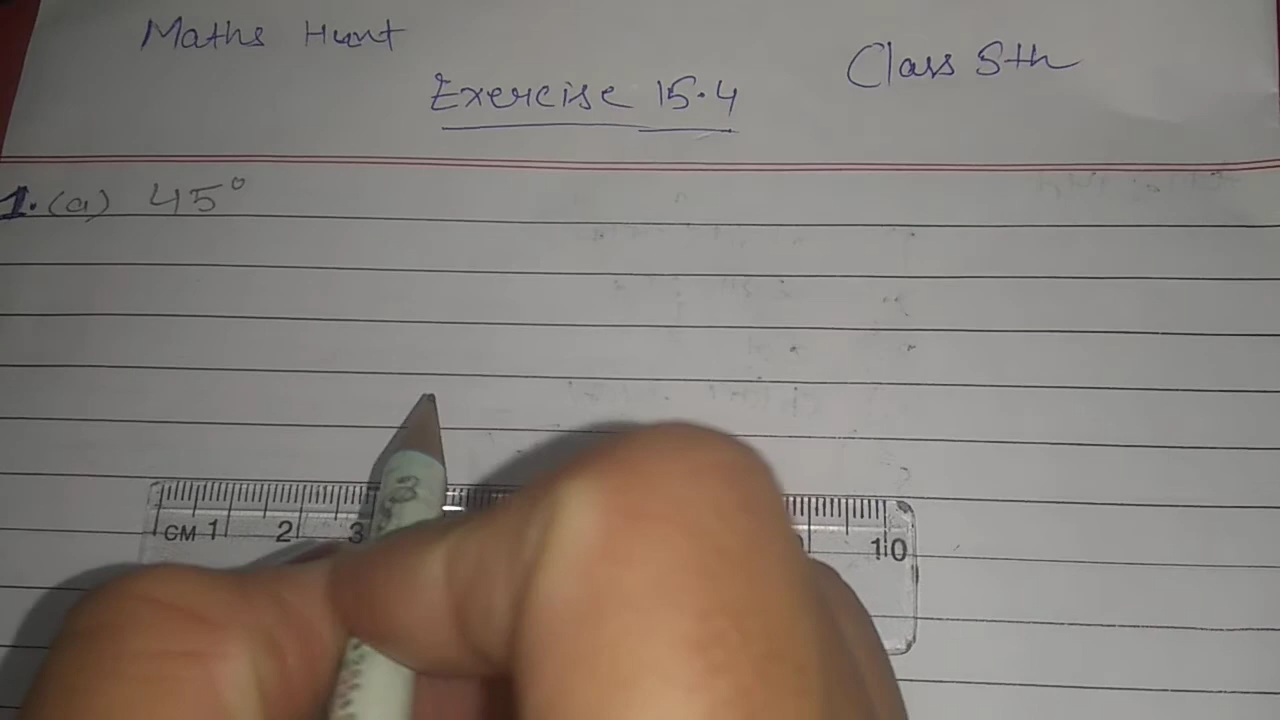 Maths Hunt
Class 5th
Exercise 15.4
1. (a) 45°
CM 1 2 3 10